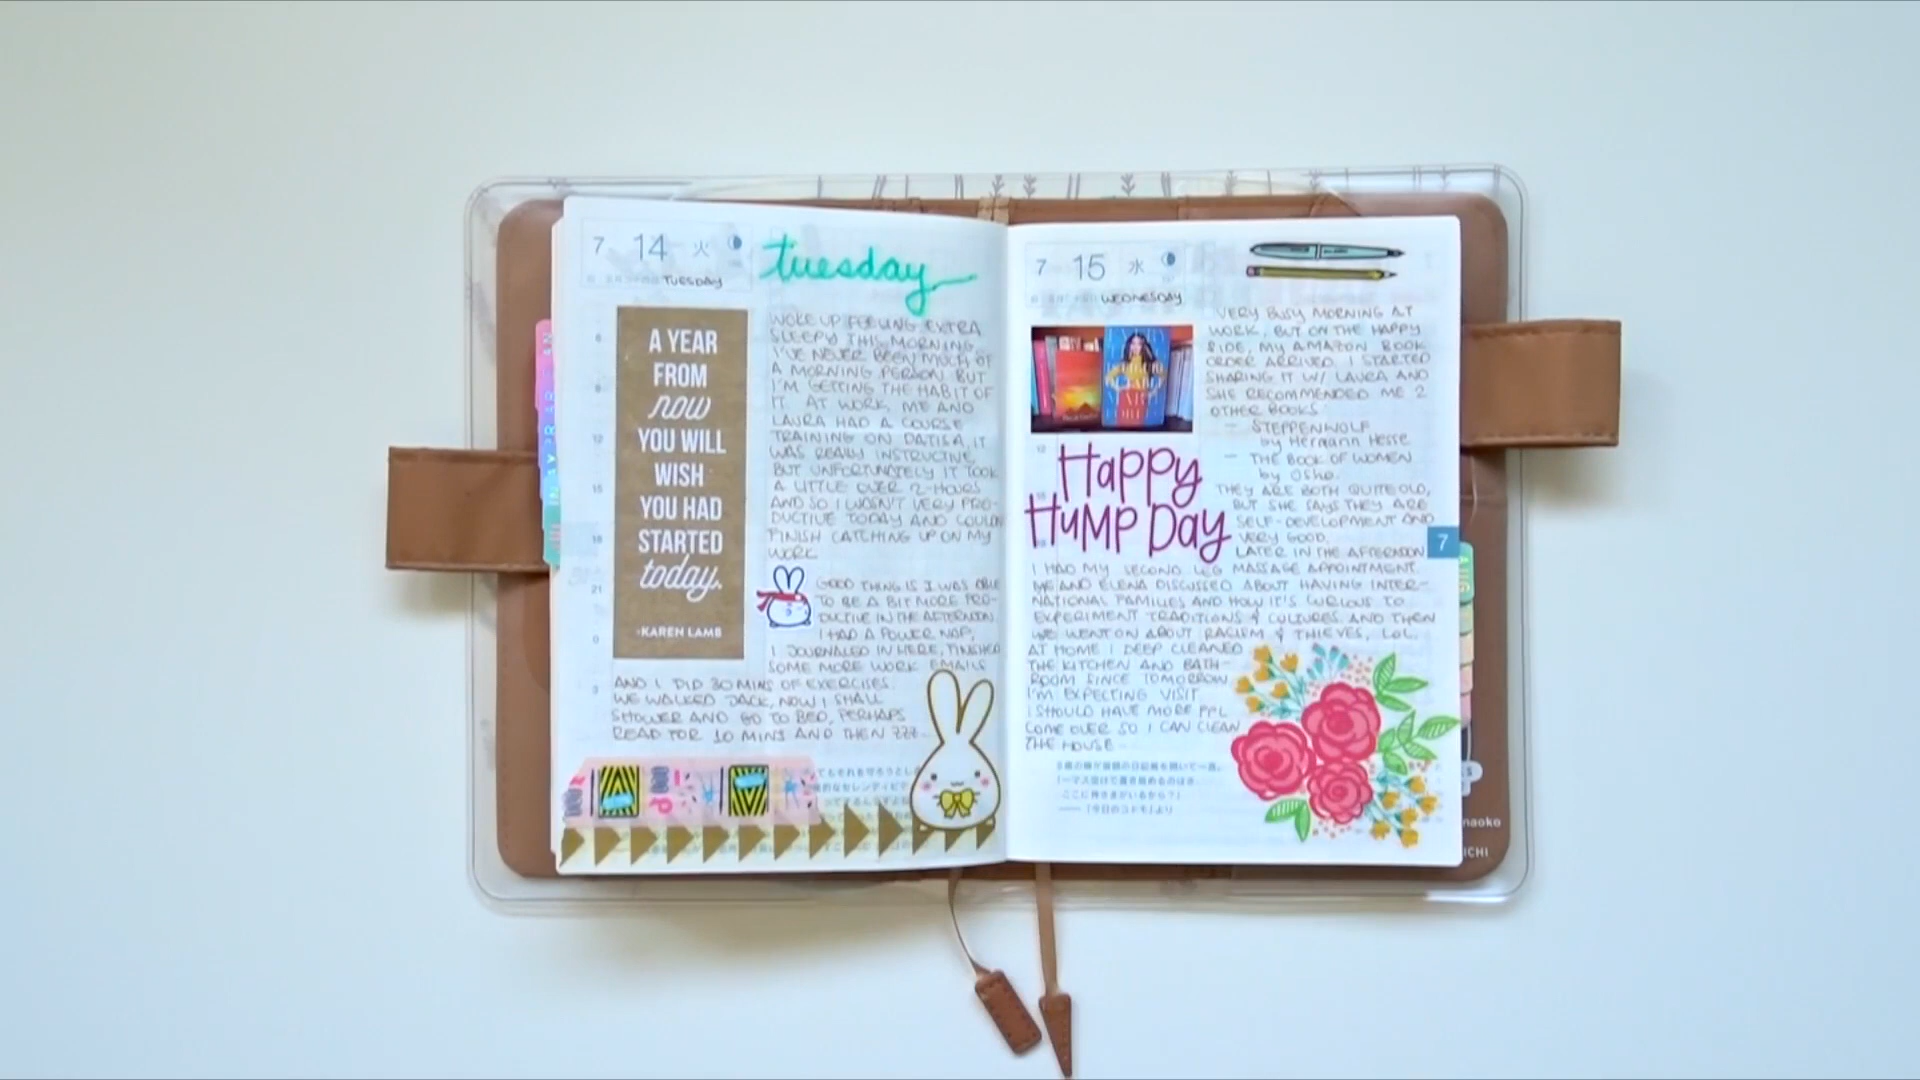 7 14 火
TUESDAY
tuesday
A YEAR
FROM
now
YOU WILL
WISH
YOU HAD
STARTED
today.
-KAREN LAMB
WOKE UP FEELING EXTRA
SLEEPY THIS MORNING.
I'VE NEVER BEEN MUCH OF
A MORNING PERSON BUT
I'M GETTING THE HABIT OF
IT. AT WORK, ME AND
LAURA HAD A COURSE
TRAINING ON DATISA, IT
WAS REALLY INSTRUCTIVE
BUT UNFORTUNATELY IT TOOK
A LITTLE OVER 2-HOURS
AND SO I WASN'T VERY PRO-
DUCTIVE TODAY AND COULDN
FINISH CATCHING UP ON MY
WORK.
GOOD THING IS I WAS ABLE
TO BE A BIT MORE PRO-
DUCTIVE IN THE AFTERNOON.
I HAD A POWER NAP,
I JOURNALED IN HERE, FINISHED
SOME MORE WORK EMAILS
AND I DID 30 MINS OF EXERCISES.
WE WALKED JACK, NOW I SHALL
SHOWER AND GO TO BED, PERHAPS
READ FOR 10 MINS AND THEN ZZZ..
7 15 水
WEDNESDAY
VERY BUSY MORNING AT
WORK, BUT ON THE HAPPY
SIDE, MY AMAZON BOOK
ORDER ARRIVED. I STARTED
SHARING IT W/ LAURA AND
SHE RECOMMENDED ME 2
OTHER BOOKS:
- STEPPENWOLF
by Hermann Hesse
- THE BOOK OF WOMEN
by Osho.
Happy
Hump Day
THEY ARE BOTH QUITE OLD,
BUT SHE SAYS THEY ARE
SELF-DEVELOPMENT AND
VERY GOOD.
LATER IN THE AFTERNOON
I HAD MY SECOND LEG MASSAGE APPOINTMENT.
ME AND ELENA DISCUSSED ABOUT HAVING INTER-
NATIONAL FAMILIES AND HOW IT'S CURIOUS TO
EXPERIMENT TRADITIONS & CULTURES AND THEN
WE WENT ON ABOUT RACISM & THIEVES, LOL.
AT HOME I DEEP CLEANED
THE KITCHEN AND BATH-
ROOM SINCE TOMORROW
I'M EXPECTING VISIT.
I SHOULD HAVE MORE PPL
COME OVER SO I CAN CLEAN
THE HOUSE
7
naoko
ICHI